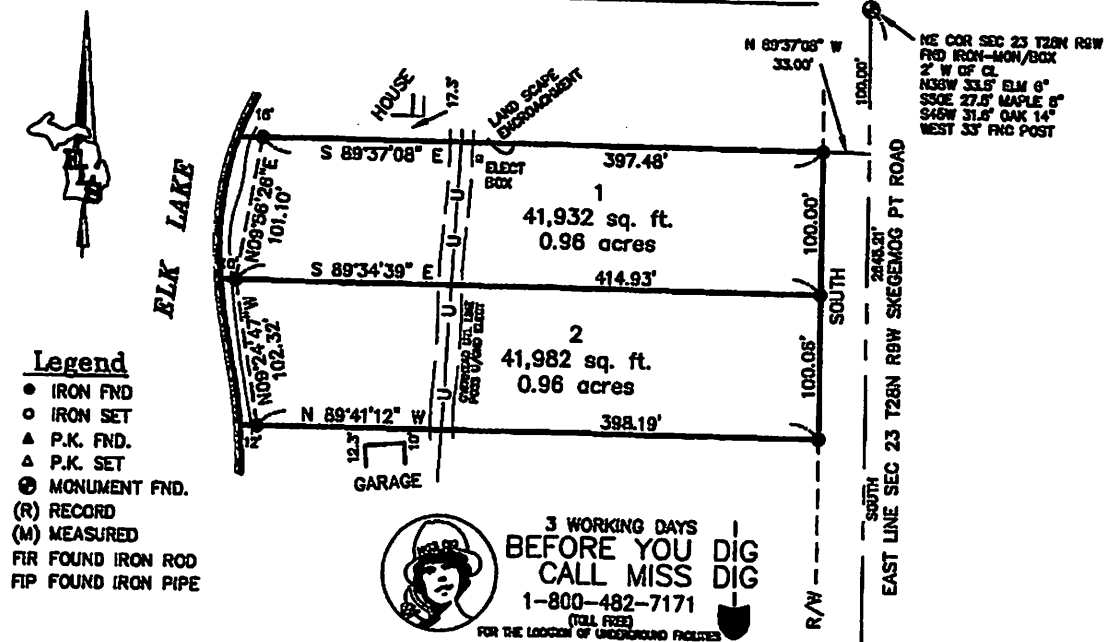 NE COR SEC 23 T28N R9W
FND IRON-MON/BOX
2' W OF CL
N36W 33.5' ELM 6"
S30E 27.5' MAPLE 8"
S45W 31.6' OAK 14"
WEST 33' FNC POST
N 89°37'08" W
33.00'
100.00'
HOUSE
17.3'
LAND SCAPE
ENCROACHMENT
ELECT
BOX
16'
S 89°37'08" E
397.48'
ELK LAKE
N09°56'26"E
101.10'
1
41,932 sq. ft.
0.96 acres
100.00'
S 89°34'39" E
414.93'
SOUTH
2648.21'
EAST LINE SEC 23 T28N R9W SKEGEMOG PT ROAD
N09°24'47"W
102.32'
U
U
U
U
2
41,982 sq. ft.
0.96 acres
100.05'
N 89°41'12" W
398.19'
12'
12.3'
10'
GARAGE
SOUTH
R/W
Legend
IRON FND
IRON SET
P.K. FND.
P.K. SET
MONUMENT FND.
(R) RECORD
(M) MEASURED
FIR FOUND IRON ROD
FIP FOUND IRON PIPE
3 WORKING DAYS
BEFORE YOU DIG
CALL MISS DIG
1-800-482-7171
(TOLL FREE)
FOR THE LOCATION OF UNDERGROUND FACILITIES